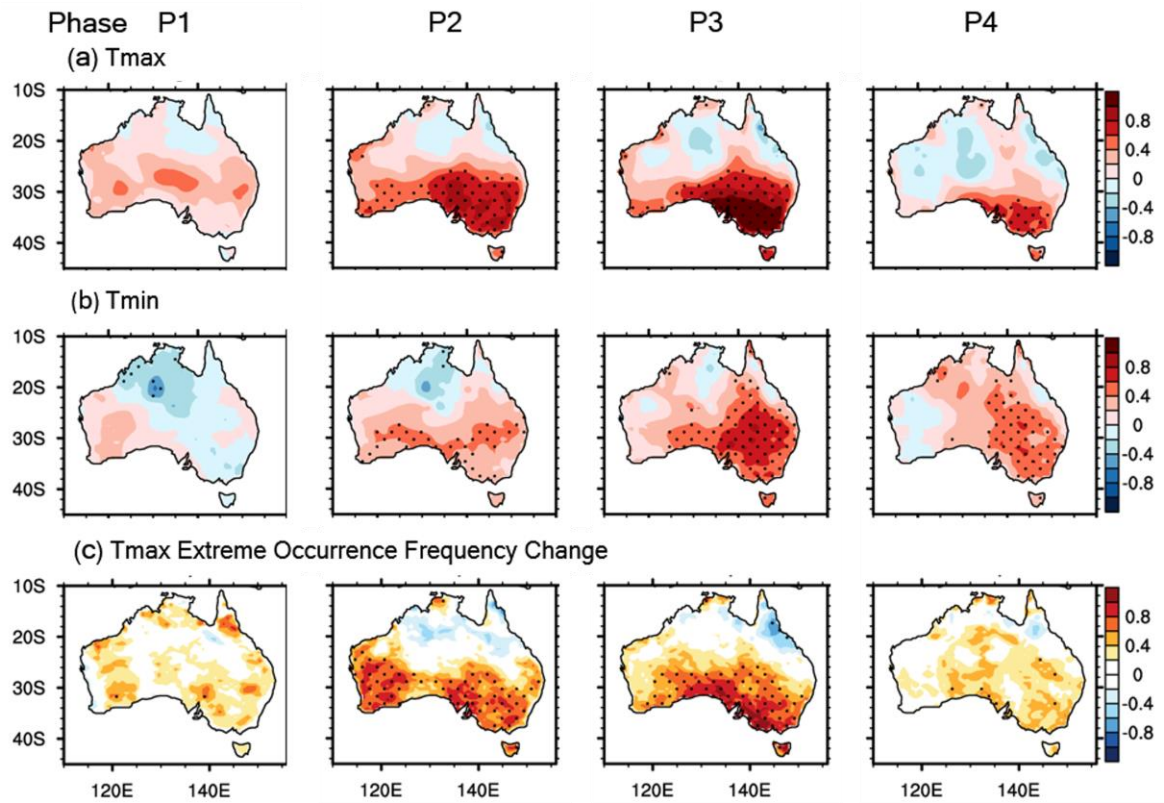 Phase P1 P2 P3 P4
(a) Tmax
10S
20S
30S
40S
0.8
0.4
0
-0.4
-0.8
(b) Tmin
10S
20S
30S
40S
0.8
0.4
0
-0.4
-0.8
(c) Tmax Extreme Occurrence Frequency Change
10S
20S
30S
40S
0.8
0.4
0
-0.4
-0.8
120E 140E 120E 140E 120E 140E 120E 140E